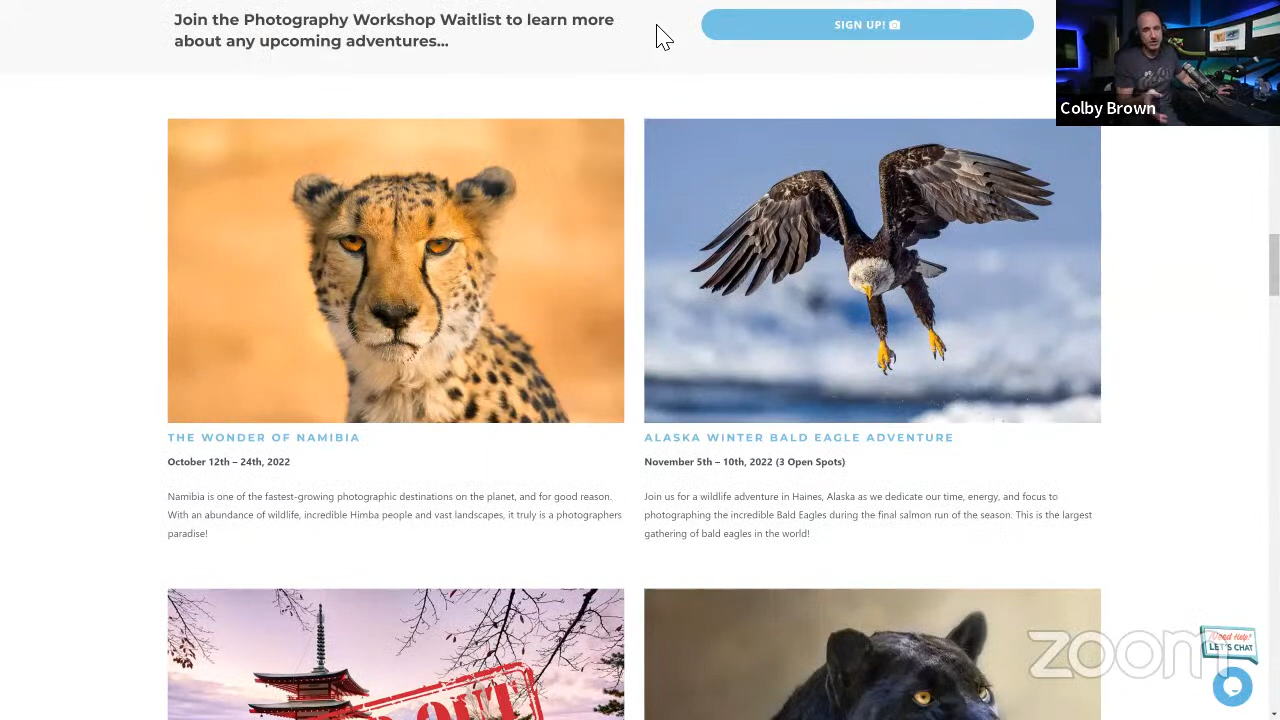 Join the Photography Workshop Waitlist to learn more
about any upcoming adventures...
SIGN UP!
Colby Brown
THE WONDER OF NAMIBIA
October 12th – 24th, 2022
Namibia is one of the fastest-growing photographic destinations on the planet, and for good reason.
With an abundance of wildlife, incredible Himba people and vast landscapes, it truly is a photographers
paradise!
ALASKA WINTER BALD EAGLE ADVENTURE
November 5th – 10th, 2022 (3 Open Spots)
Join us for a wildlife adventure in Haines, Alaska as we dedicate our time, energy, and focus to
photographing the incredible Bald Eagles during the final salmon run of the season. This is the largest
gathering of bald eagles in the world!
OUT
zoom
Need Help?
LET'S CHAT